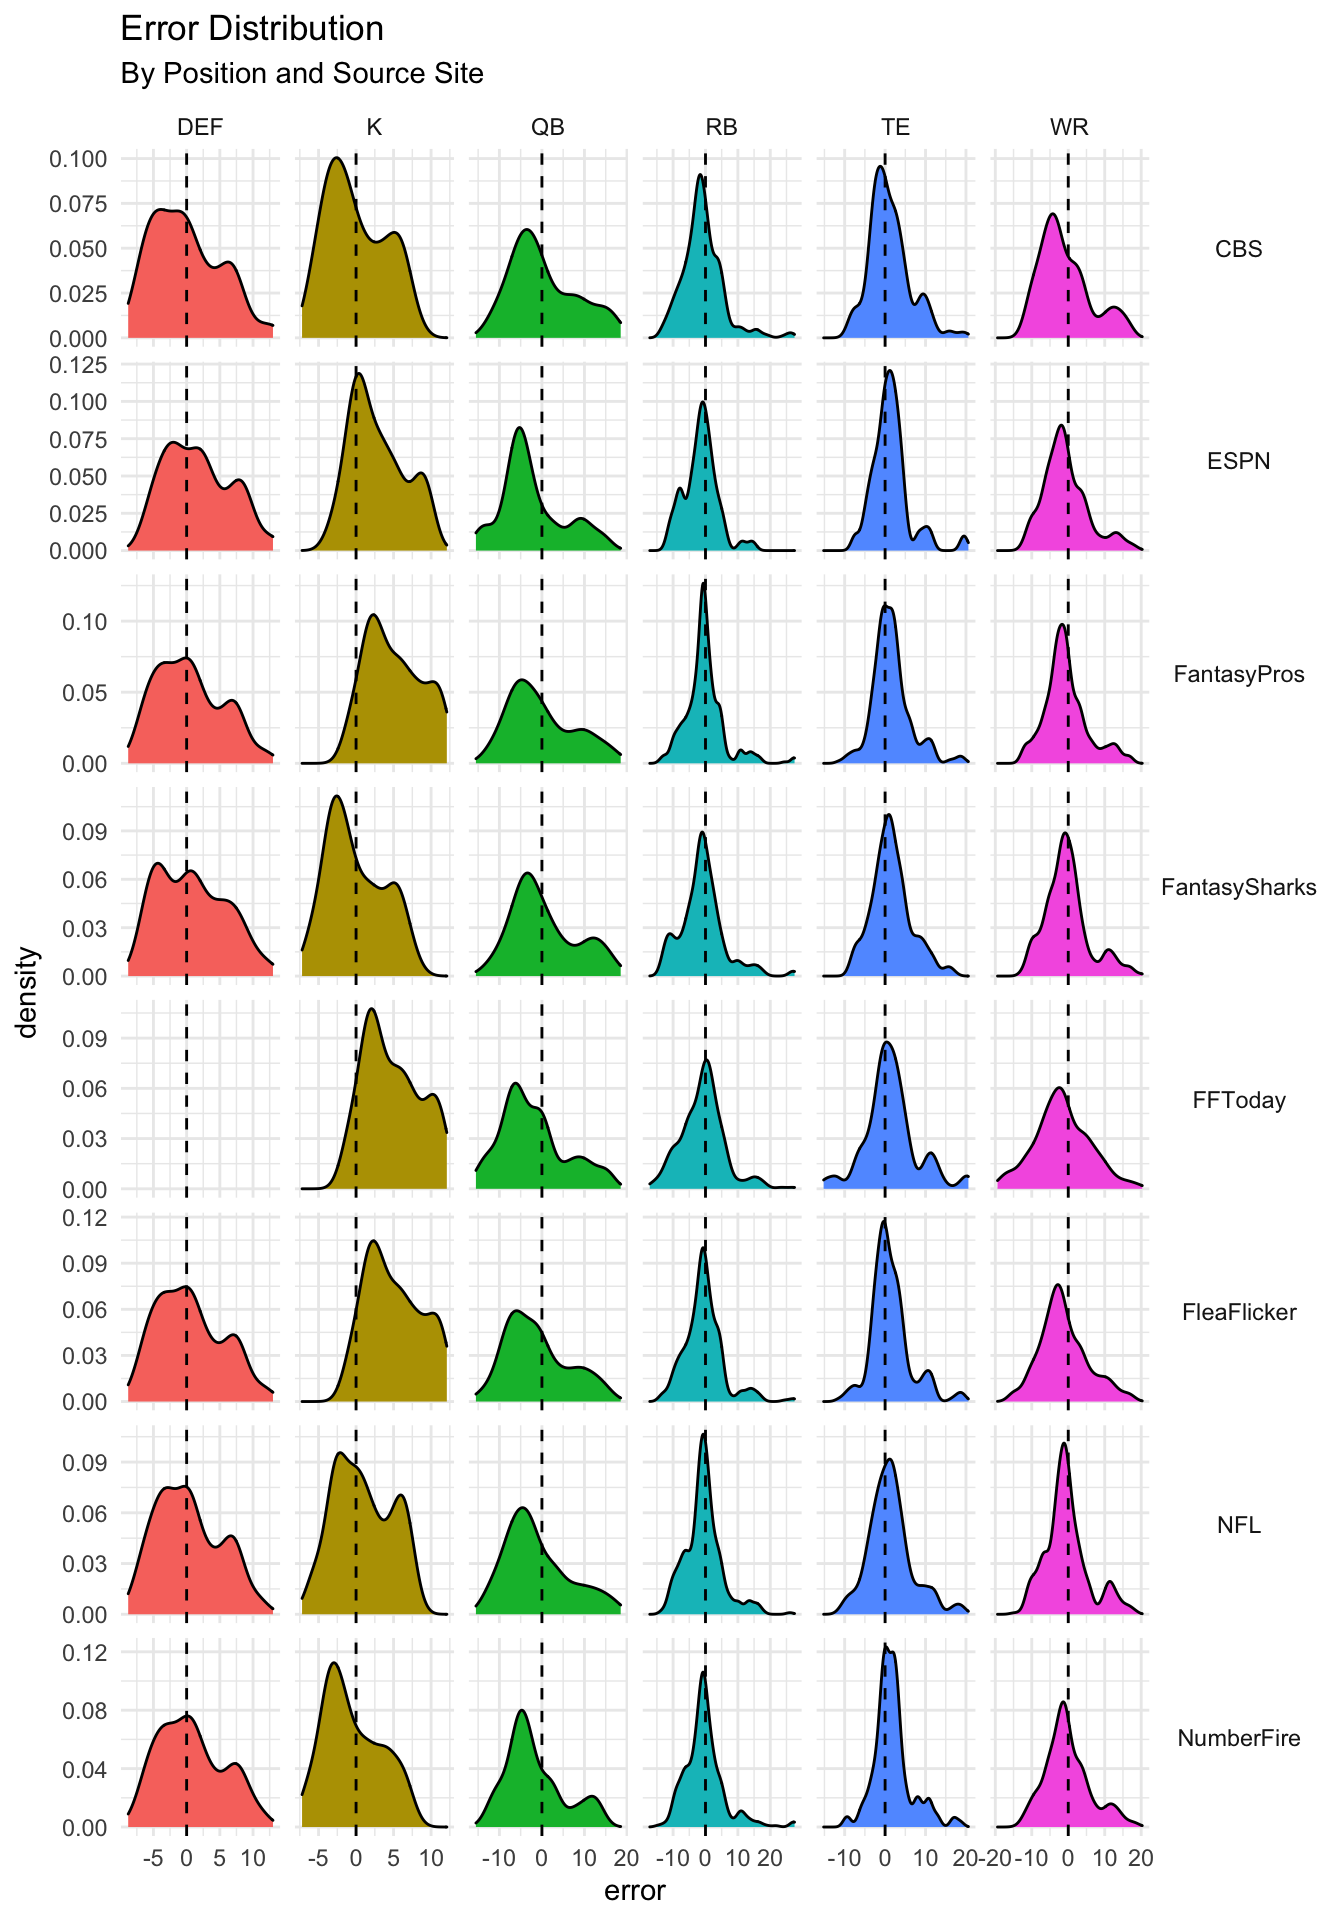 Error Distribution
By Position and Source Site
DEF K QB RB TE WR
0.100
0.075
0.050
0.025
0.000
CBS
0.125
0.100
0.075
0.050
0.025
0.000
ESPN
0.10
0.05
0.00
FantasyPros
0.09
0.06
0.03
0.00
FantasySharks
density
0.09
0.06
0.03
0.00
FFToday
0.12
0.09
0.06
0.03
0.00
FleaFlicker
0.09
0.06
0.03
0.00
NFL
0.12
0.08
0.04
0.00
NumberFire
-5 0 5 10 -5 0 5 10 -10 0 10 20 -10 0 10 20 -10 0 10 20 -20 -10 0 10 20
error